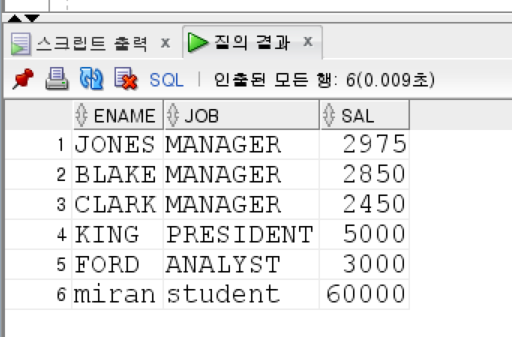 스크립트 출력 x 질의 결과 x
SQL | 인출된 모든 행: 6(0.009초)
ENAME JOB SAL
1 JONES MANAGER 2975
2 BLAKE MANAGER 2850
3 CLARK MANAGER 2450
4 KING PRESIDENT 5000
5 FORD ANALYST 3000
6 miran student 60000